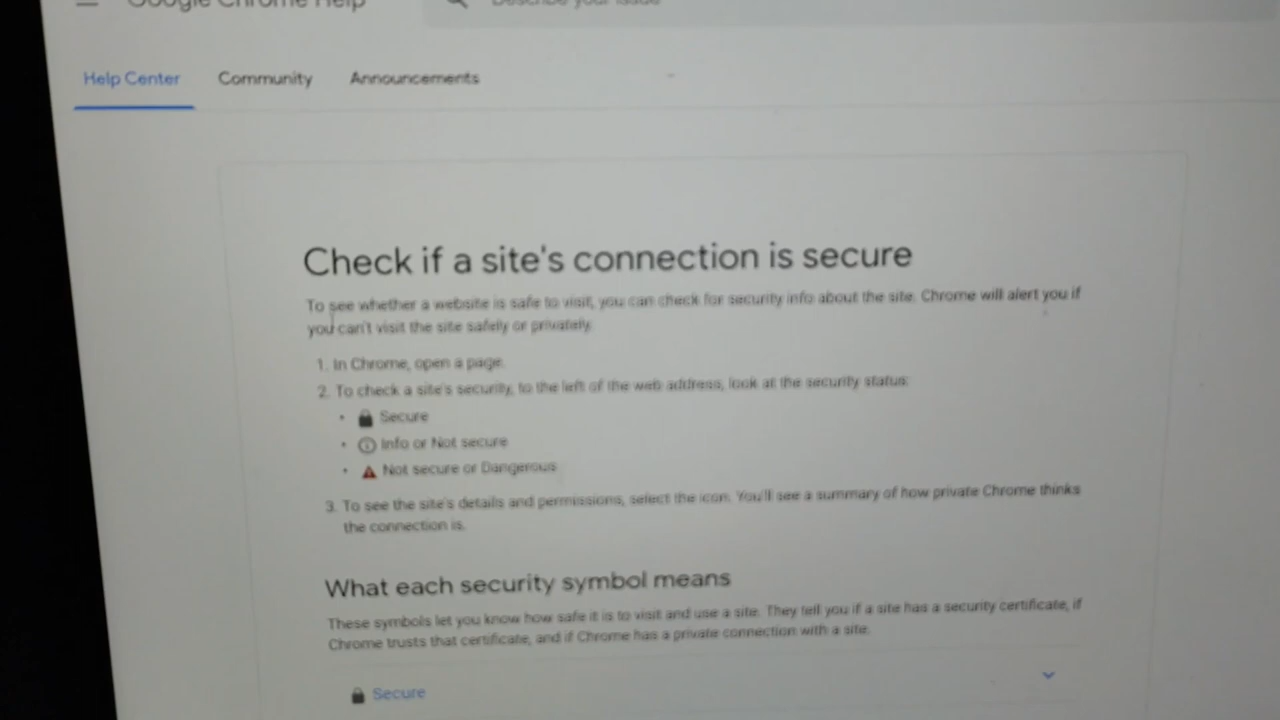 Google Chrome Help
Describe your issue
Help Center Community Announcements
Check if a site's connection is secure
To see whether a website is safe to visit, you can check for security info about the site. Chrome will alert you if
you can't visit the site safely or privately.
1. In Chrome, open a page.
2. To check a site's security, to the left of the web address, look at the security status:
• Secure
• Info or Not secure
• Not secure or Dangerous
3. To see the site's details and permissions, select the icon. You'll see a summary of how private Chrome thinks
the connection is.
What each security symbol means
These symbols let you know how safe it is to visit and use a site. They tell you if a site has a security certificate, if
Chrome trusts that certificate, and if Chrome has a private connection with a site.
Secure